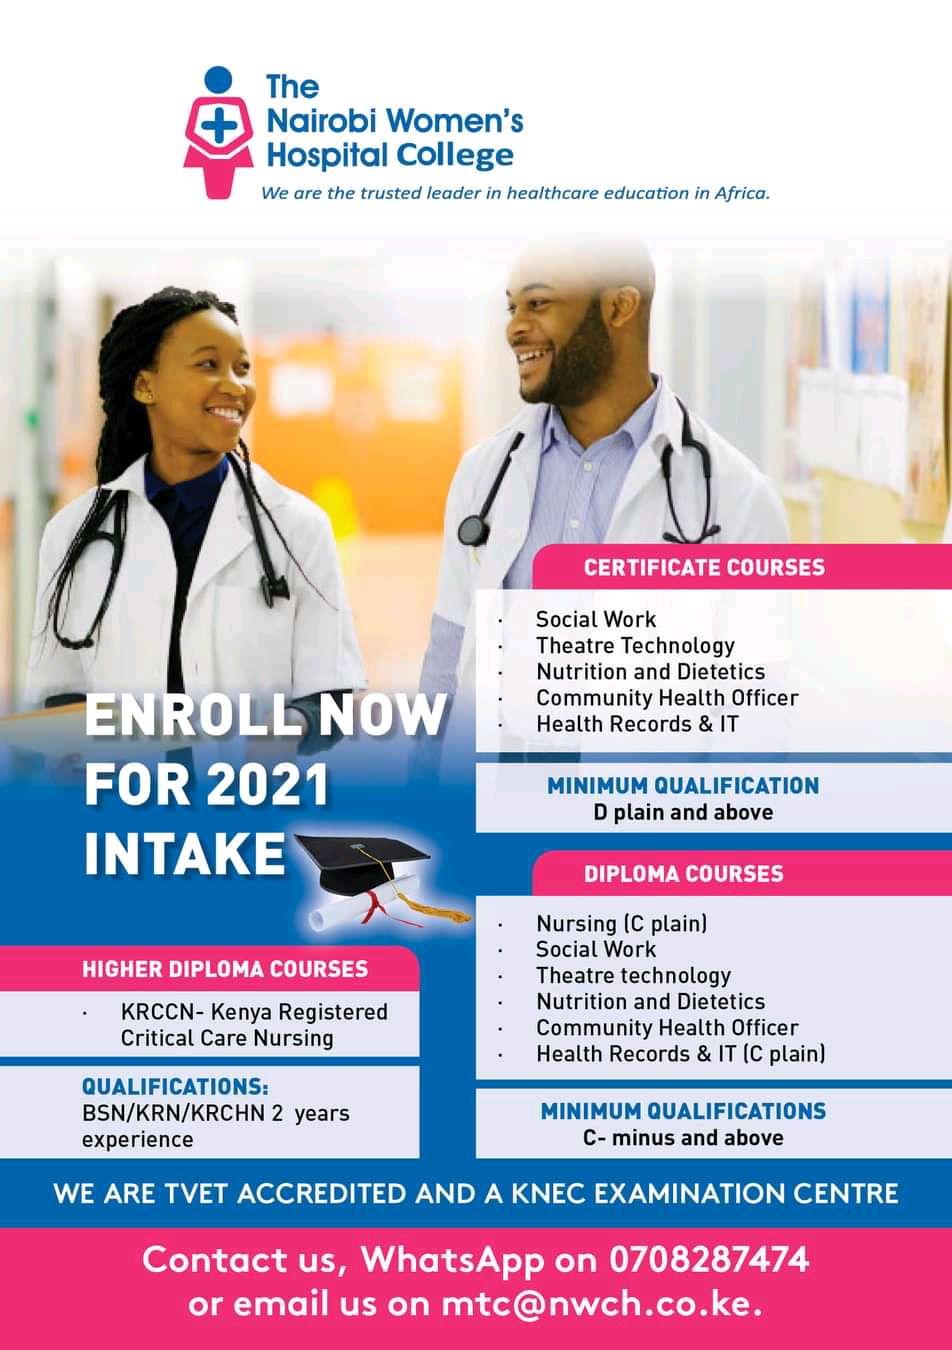 The
Nairobi Women's
Hospital College
We are the trusted leader in healthcare education in Africa.
ENROLL NOW
FOR 2021
INTAKE
CERTIFICATE COURSES
· Social Work
· Theatre Technology
· Nutrition and Dietetics
· Community Health Officer
· Health Records & IT
MINIMUM QUALIFICATION
D plain and above
DIPLOMA COURSES
· Nursing (C plain)
· Social Work
· Theatre technology
· Nutrition and Dietetics
· Community Health Officer
· Health Records & IT (C plain)
MINIMUM QUALIFICATIONS
C- minus and above
HIGHER DIPLOMA COURSES
· KRCCN- Kenya Registered
Critical Care Nursing
QUALIFICATIONS:
BSN/KRN/KRCHN 2 years
experience
WE ARE TVET ACCREDITED AND A KNEC EXAMINATION CENTRE
Contact us, WhatsApp on 0708287474
or email us on mtc@nwch.co.ke.